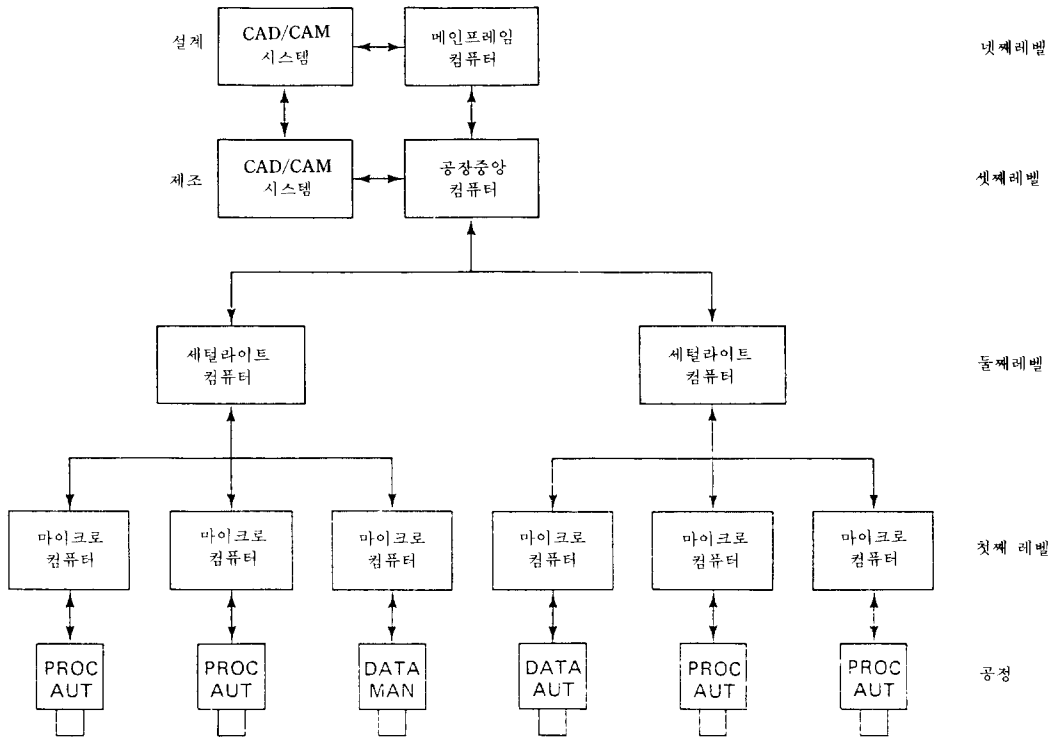 설계
CAD/CAM
시스템
메인프레임
컴퓨터
넷째레벨
제조
CAD/CAM
시스템
공장중앙
컴퓨터
셋째레벨
세털라이트
컴퓨터
세털라이트
컴퓨터
둘째레벨
마이크로
컴퓨터
마이크로
컴퓨터
마이크로
컴퓨터
마이크로
컴퓨터
마이크로
컴퓨터
마이크로
컴퓨터
첫째 레벨
PROC
AUT
PROC
AUT
DATA
MAN
DATA
AUT
PROC
AUT
PROC
AUT
공정